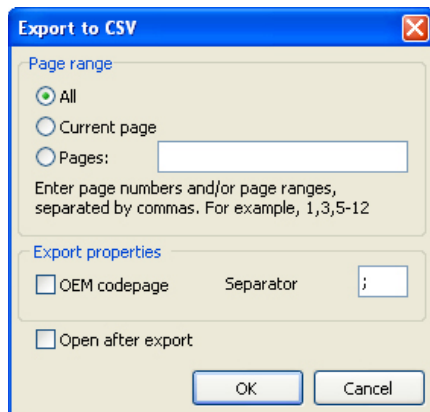 Export to CSV
Page range
All
Current page
Pages:
Enter page numbers and/or page ranges,
separated by commas. For example, 1,3,5-12
Export properties
OEM codepage Separator ;
Open after export
OK Cancel